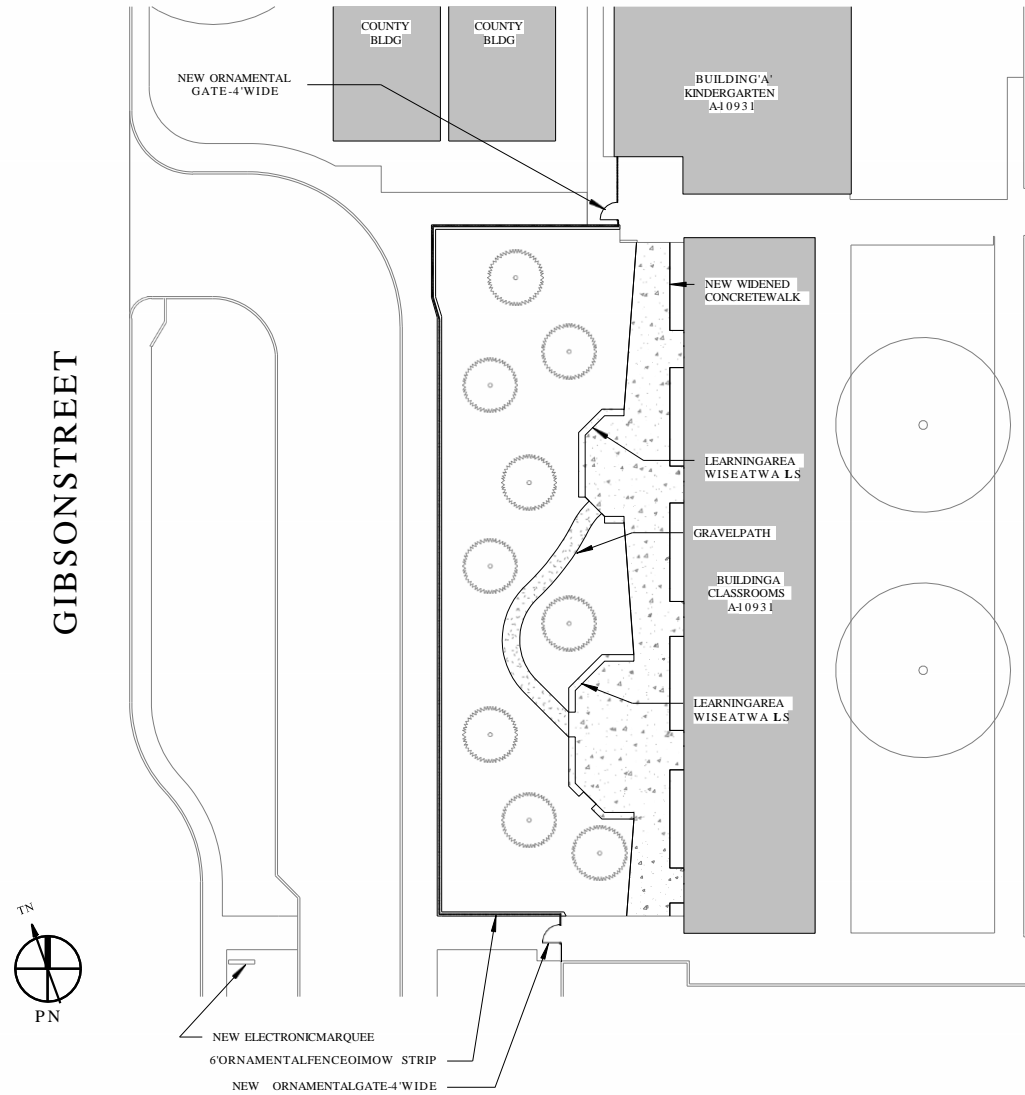 COUNTY
BLDG
COUNTY
BLDG
NEW ORNAMENTAL
GATE-4'WIDE
BUILDING'A'
KINDERGARTEN
A-10931
NEW WIDENED
CONCRETEWALK
GIBSONSTREET
LEARNINGAREA
WISEATWA LS
GRAVELPATH
BUILDINGA
CLASSROOMS
A-10931
LEARNINGAREA
WISEATWA LS
TN
PN
NEW ELECTRONICMARQUEE
6'ORNAMENTALFENCEOIMOW STRIP
NEW ORNAMENTALGATE-4'WIDE